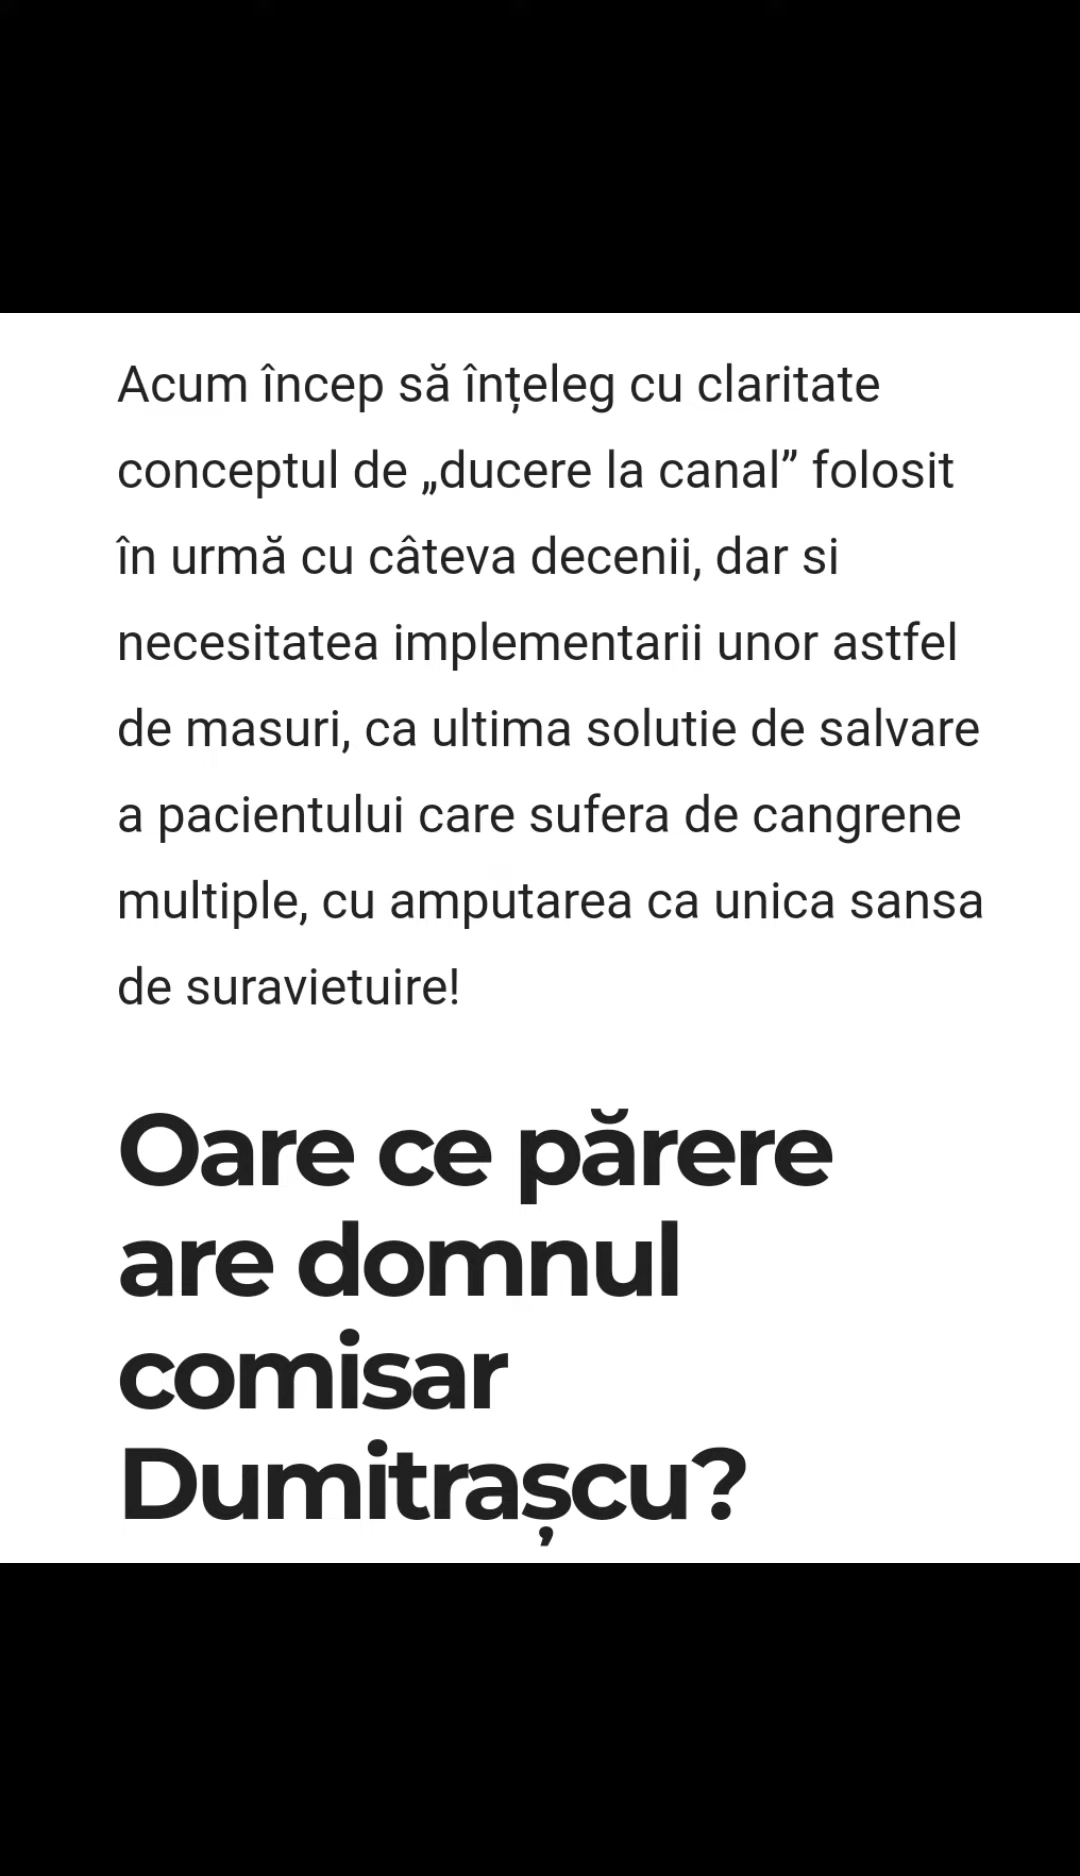 Acum încep să înțeleg cu claritate
conceptul de „ducere la canal” folosit
în urmă cu câteva decenii, dar si
necesitatea implementarii unor astfel
de masuri, ca ultima solutie de salvare
a pacientului care sufera de cangrene
multiple, cu amputarea ca unica sansa
de suravietuire!
Oare ce părere
are domnul
comisar
Dumitrașcu?